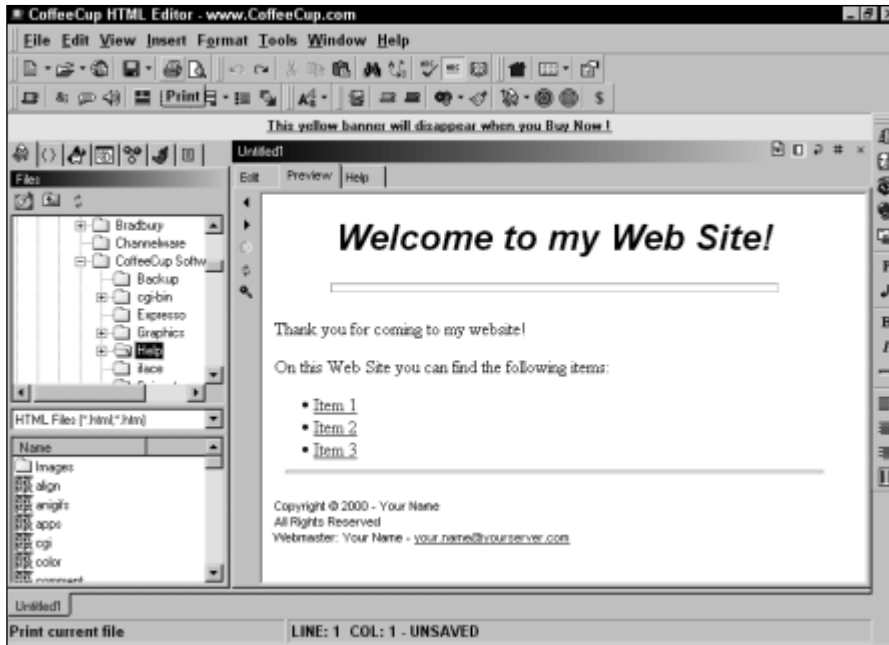 CoffeeCup HTML Editor - www.CoffeeCup.com
File Edit View Insert Format Tools Window Help
Print
This yellow banner will disappear when you Buy Now !
Untitled1
Files
Edit Preview Help
Bradbury
Channelware
CoffeeCup Softw
Backup
cgi-bin
Expresso
Graphics
Help
iface
HTML Files (*.html;*.htm)
Name
Images
align
anigifs
apps
cgi
color
comment
Welcome to my Web Site!
Thank you for coming to my website!
On this Web Site you can find the following items:
• Item 1
• Item 2
• Item 3
Copyright © 2000 - Your Name
All Rights Reserved
Webmaster: Your Name - your.name@yourserver.com
Untitled1
Print current file LINE: 1 COL: 1 - UNSAVED